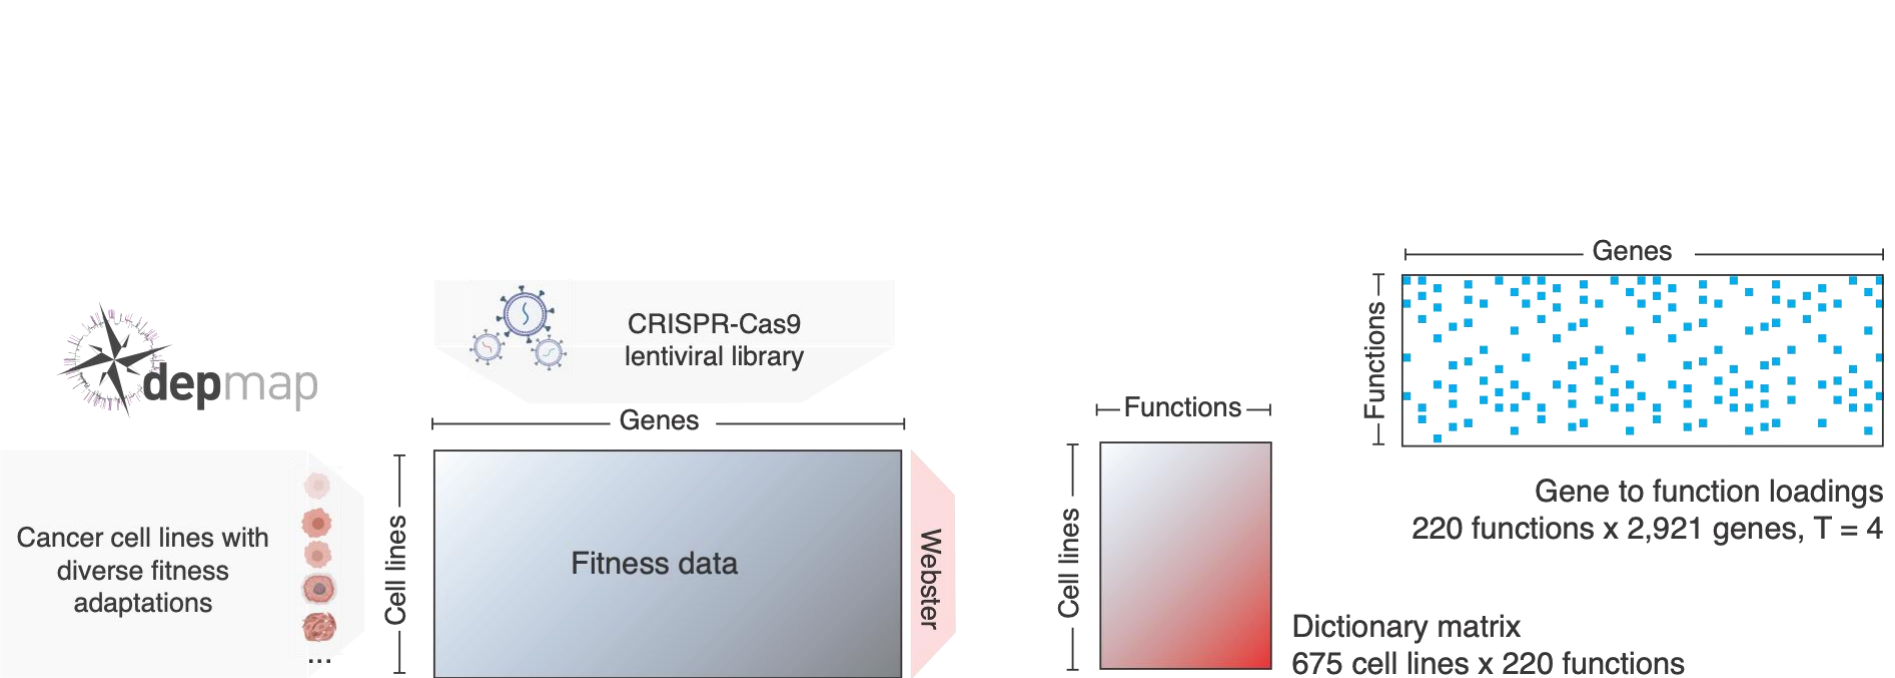 depmap
Cancer cell lines with
diverse fitness
adaptations
...
CRISPR-Cas9
lentiviral library
Genes
Cell lines
Fitness data
Webster
Functions
Cell lines
Dictionary matrix
675 cell lines x 220 functions
Genes
Functions
Gene to function loadings
220 functions x 2,921 genes, T = 4